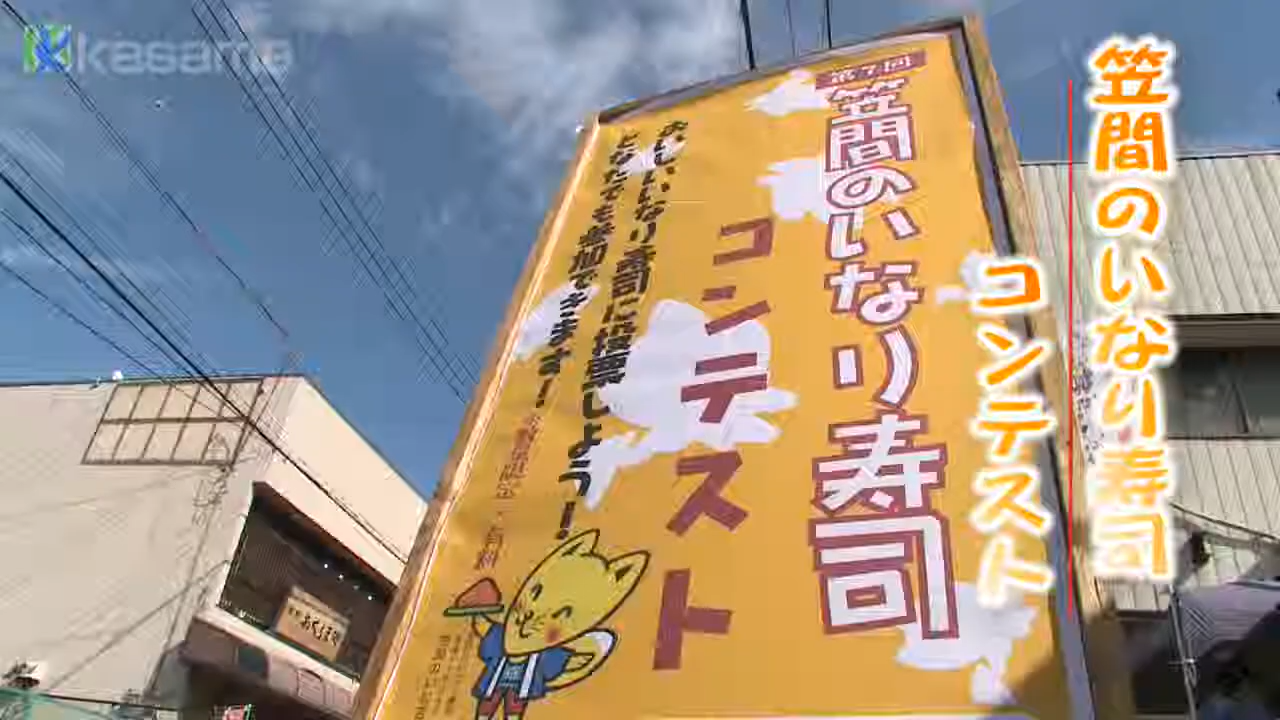 kasama
笠間のいなり寿司
コンテスト
第7回
笠間のいなり寿司
コンテスト
おいしいいなり寿司に投票しよう!
どなたでも参加できます!